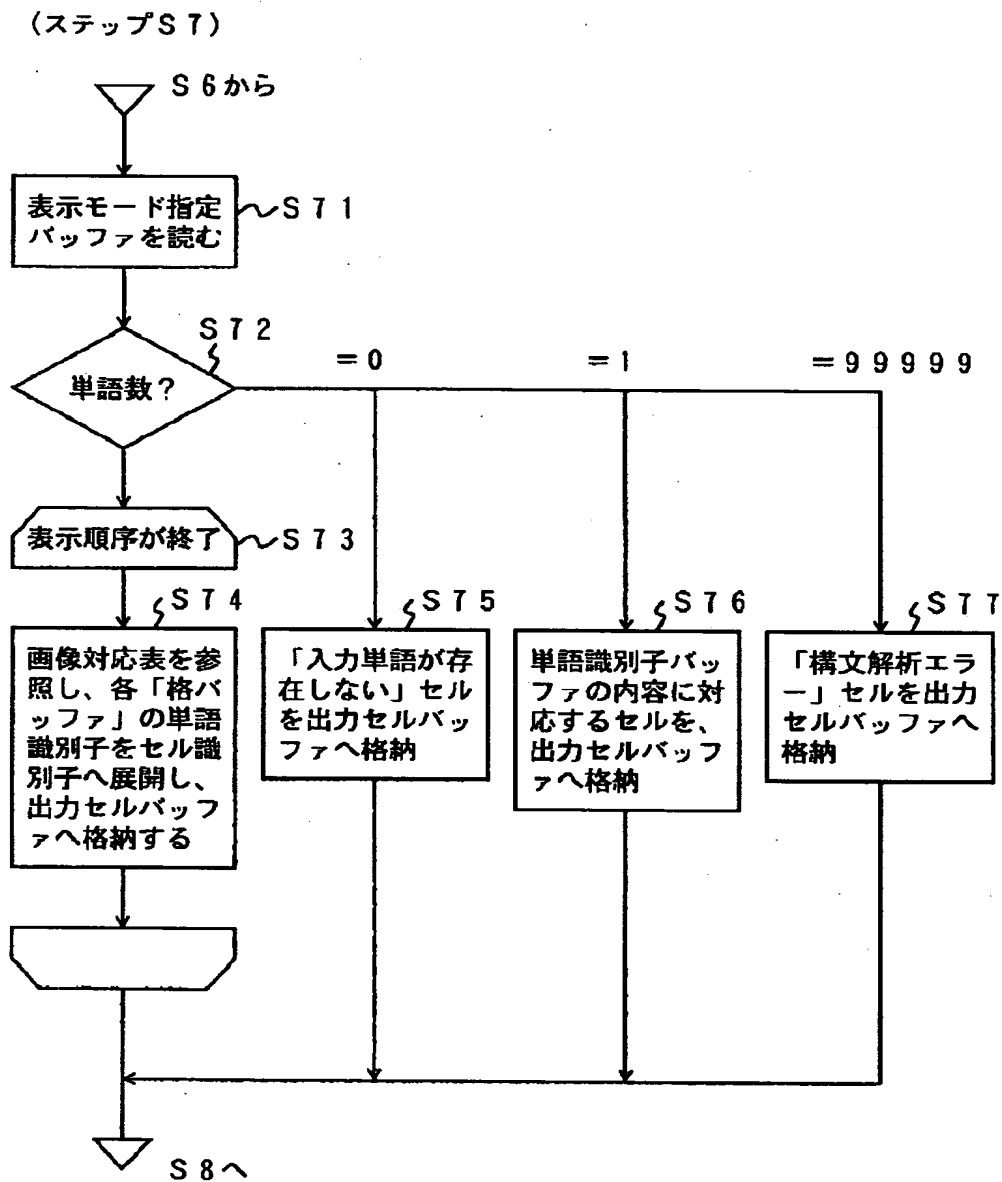 (ステップS7)
S6から
表示モード指定
バッファを読む
S71
S72
単語数?
=0
=1
=99999
表示順序が終了
S73
S74
画像対応表を参
照し、各「格バ
ッファ」の単語
識別子をセル識
別子へ展開し、
出力セルバッフ
ァへ格納する
S75
「入力単語が存
在しない」セル
を出力セルバッ
ファへ格納
S76
単語識別子バッ
ファの内容に対
応するセルを、
出力セルバッフ
ァへ格納
S77
「構文解析エラ
ー」セルを出力
セルバッファへ
格納
S8へ